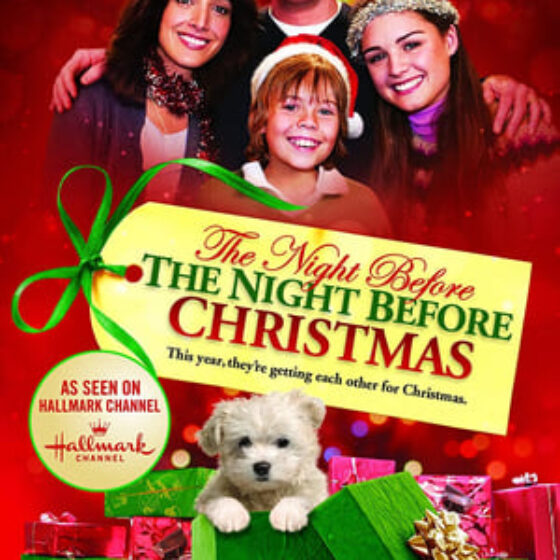 The Night Before
THE NIGHT BEFORE
CHRISTMAS
This year, they're getting each other for Christmas.
AS SEEN ON
HALLMARK CHANNEL
Hallmark
CHANNEL